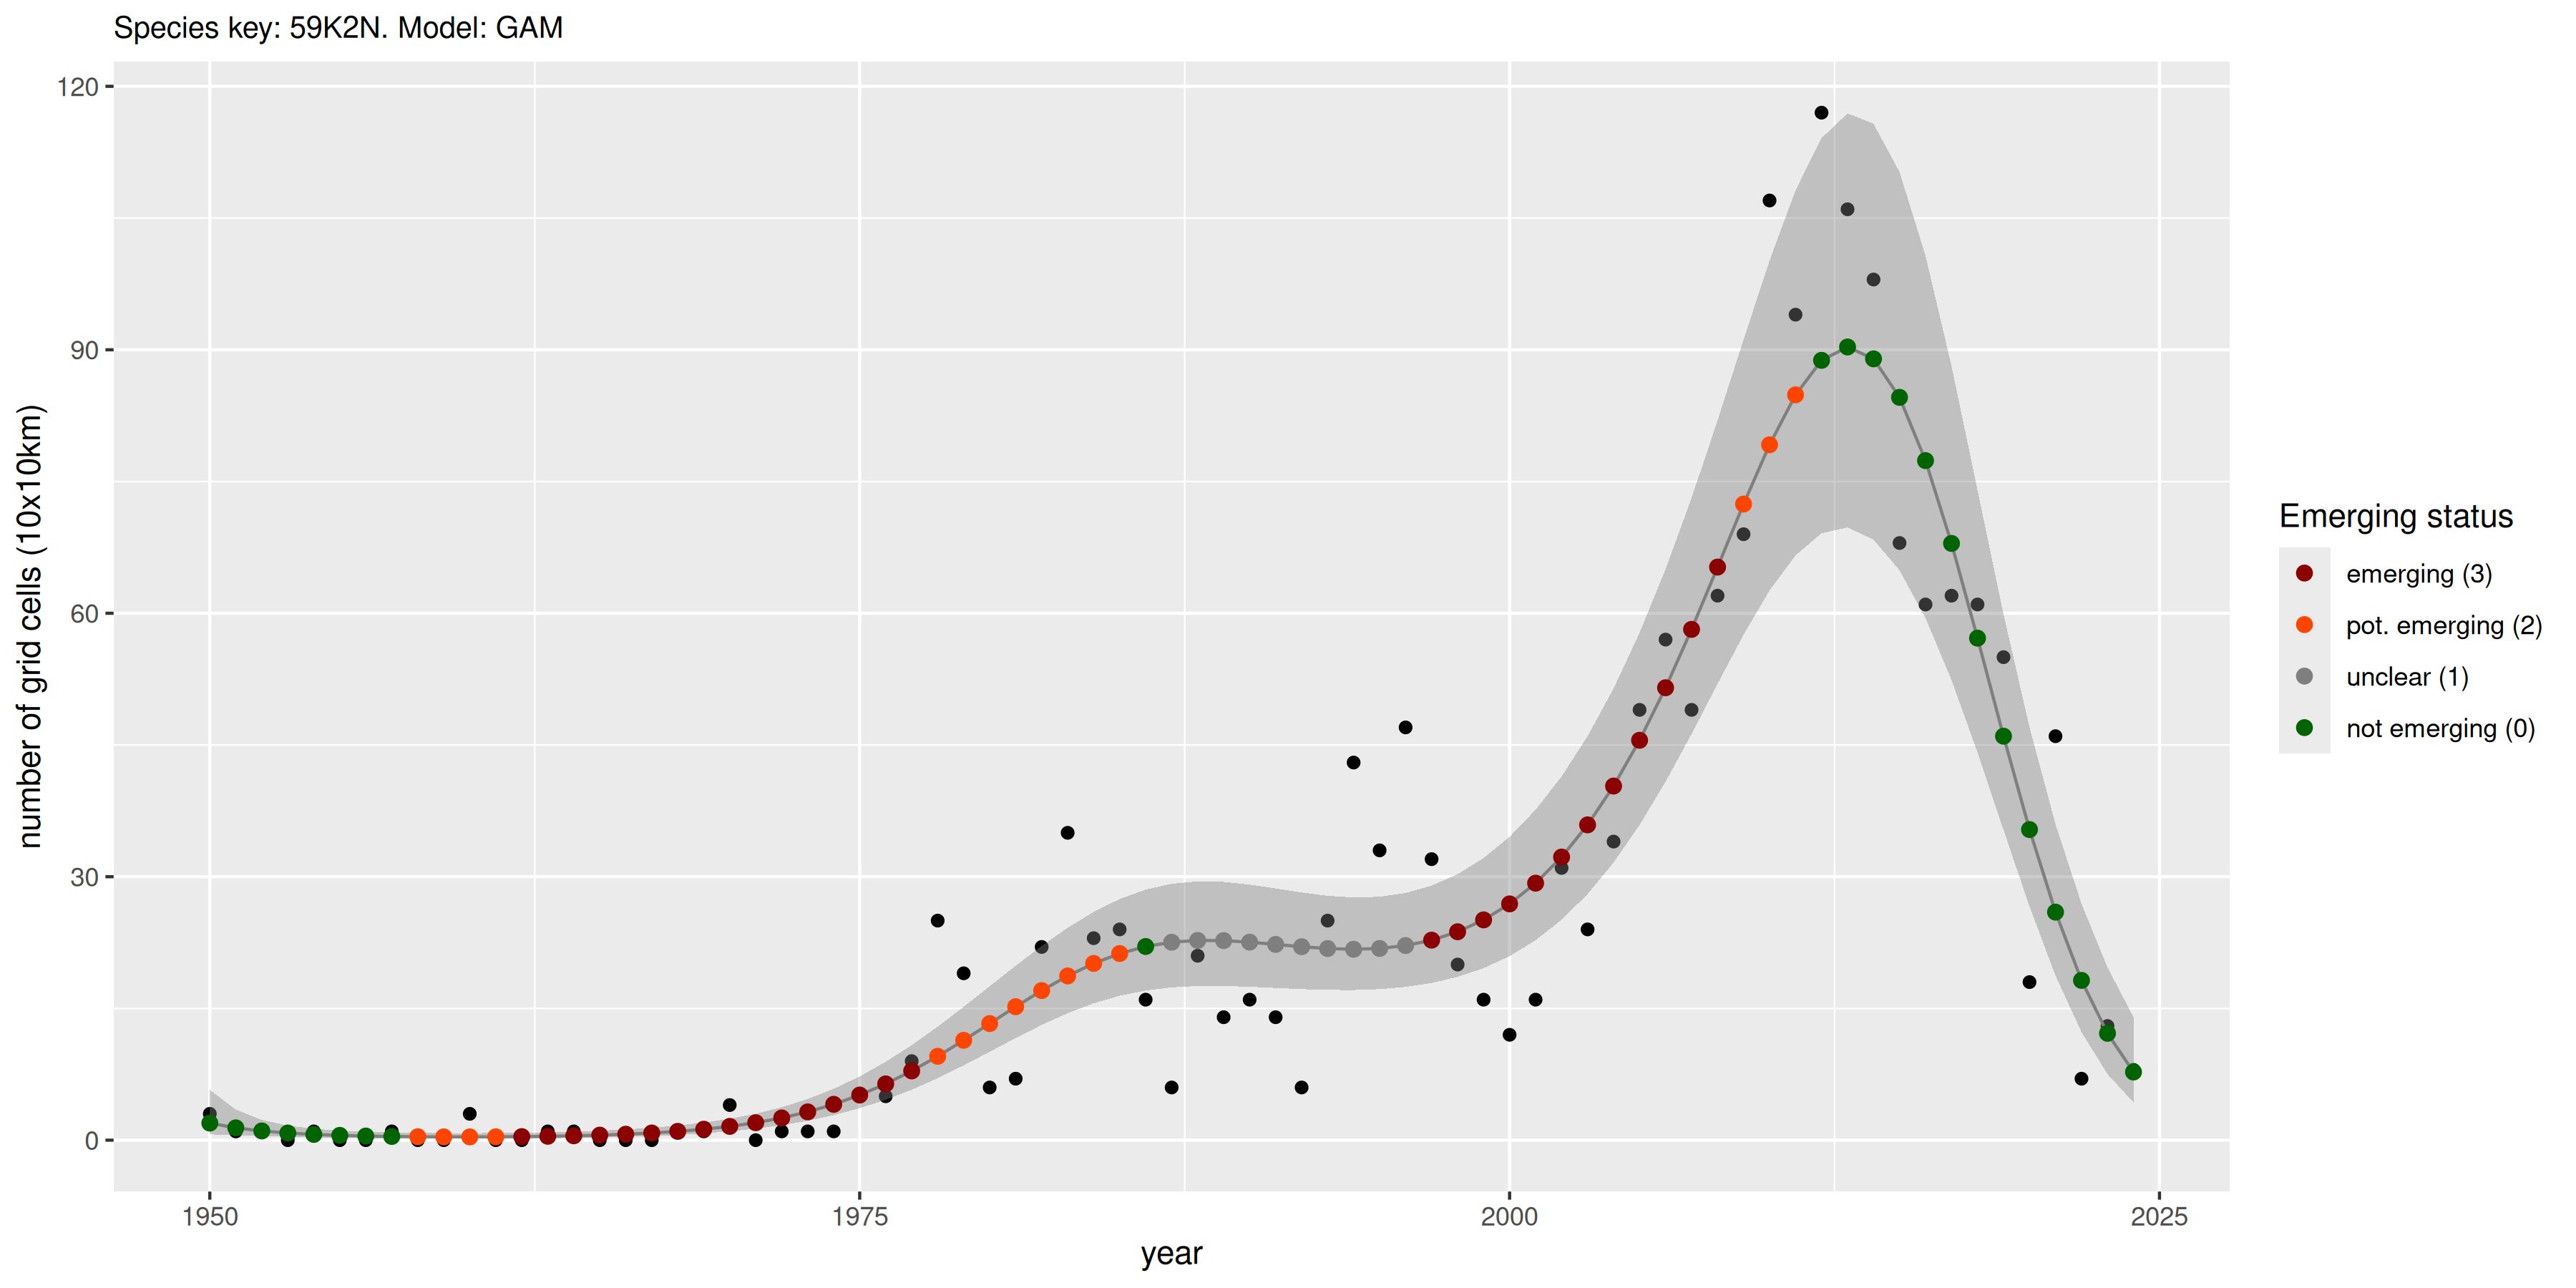 Species key: 59K2N. Model: GAM
120
90
60
30
0
number of grid cells (10x10km)
1950
1975
2000
2025
year
Emerging status
emerging (3)
pot. emerging (2)
unclear (1)
not emerging (0)